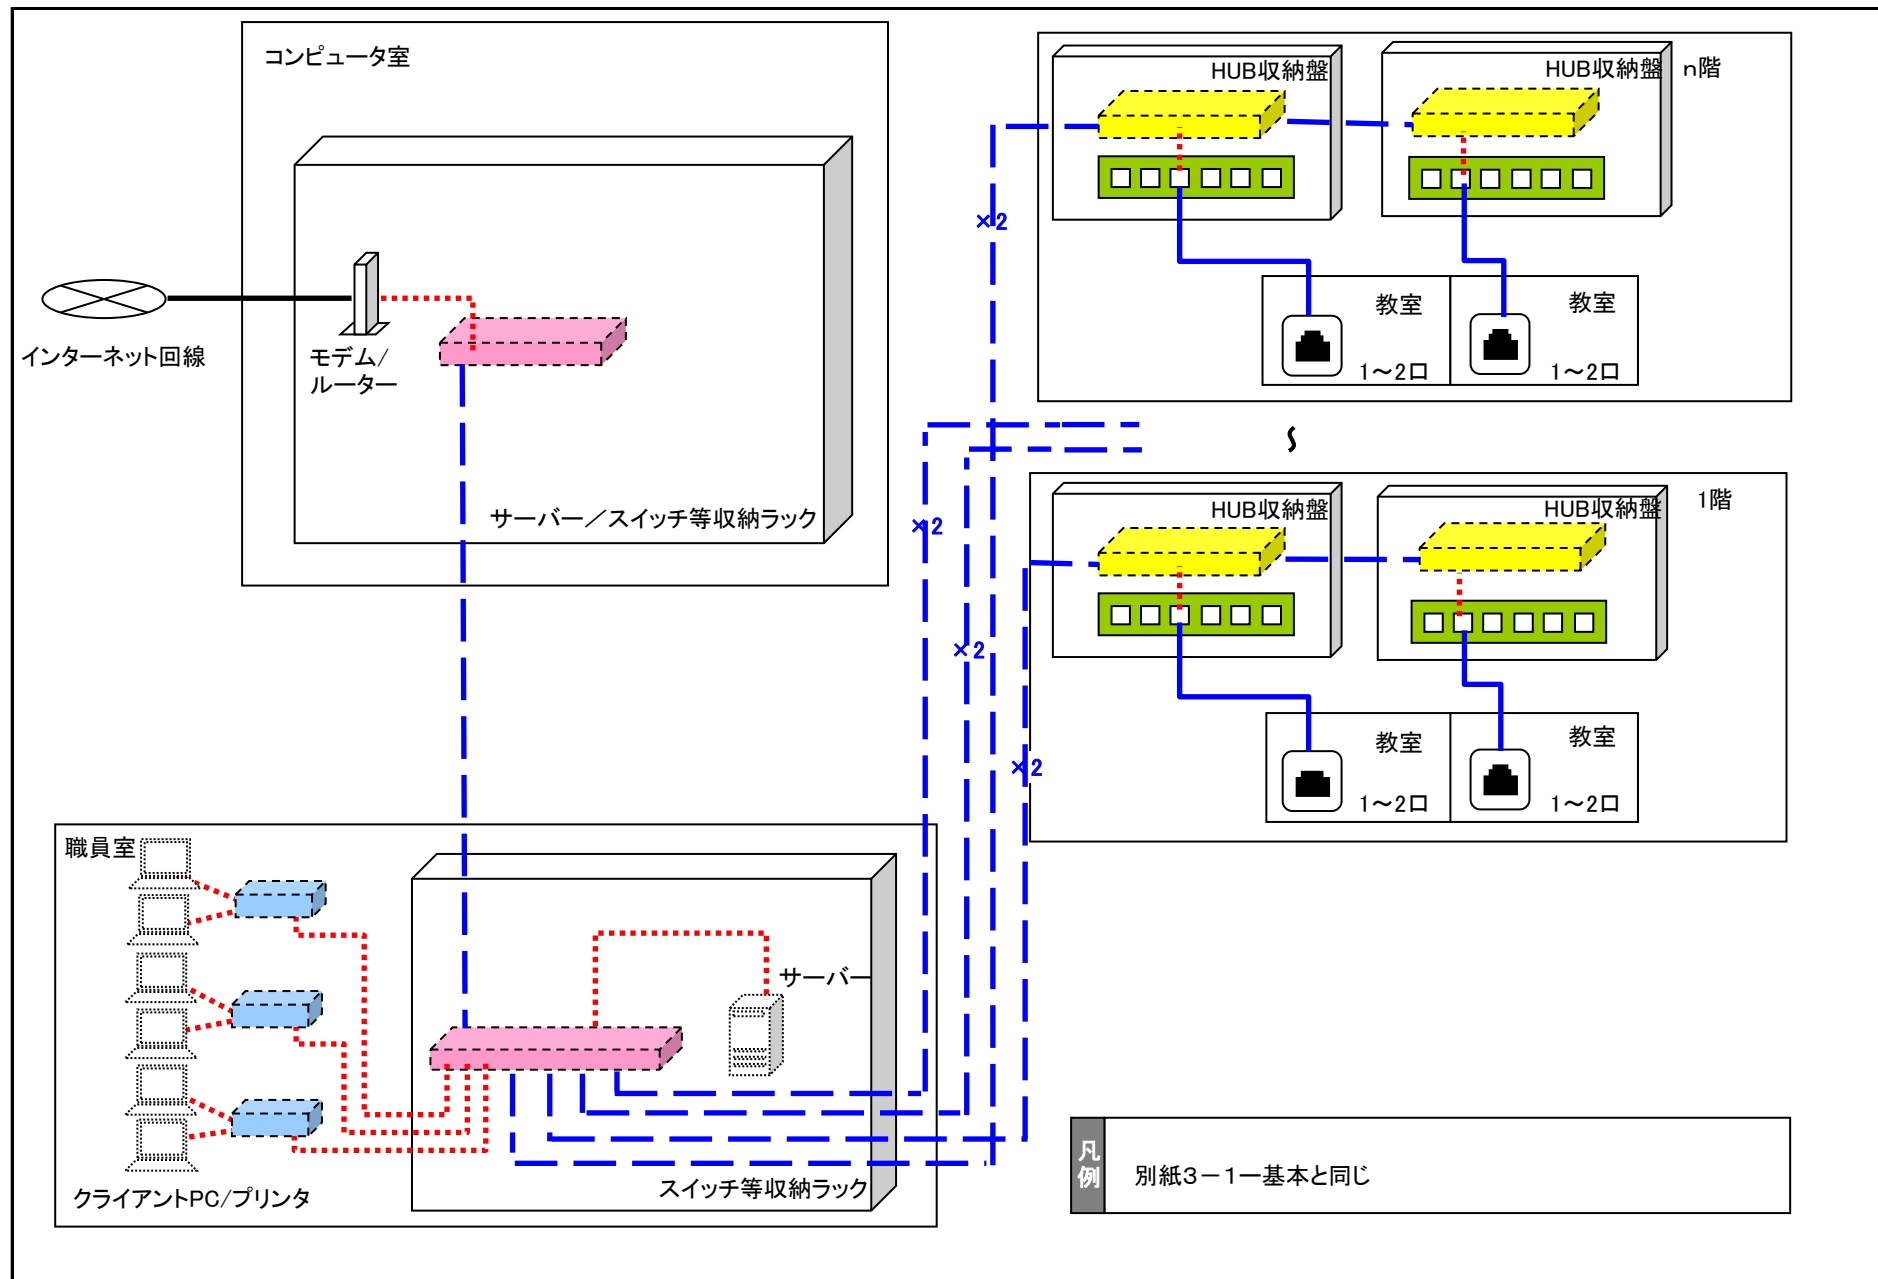 コンピュータ室
インターネット回線
モデム/
ルーター
サーバー／スイッチ等収納ラック
HUB収納盤
HUB収納盤
n階
×2
教室
1～2口
教室
1～2口
～
×2
×2
×2
HUB収納盤
HUB収納盤
1階
教室
1～2口
教室
1～2口
職員室
サーバー
クライアントPC/プリンタ
スイッチ等収納ラック
凡例
別紙３－１ー基本と同じ